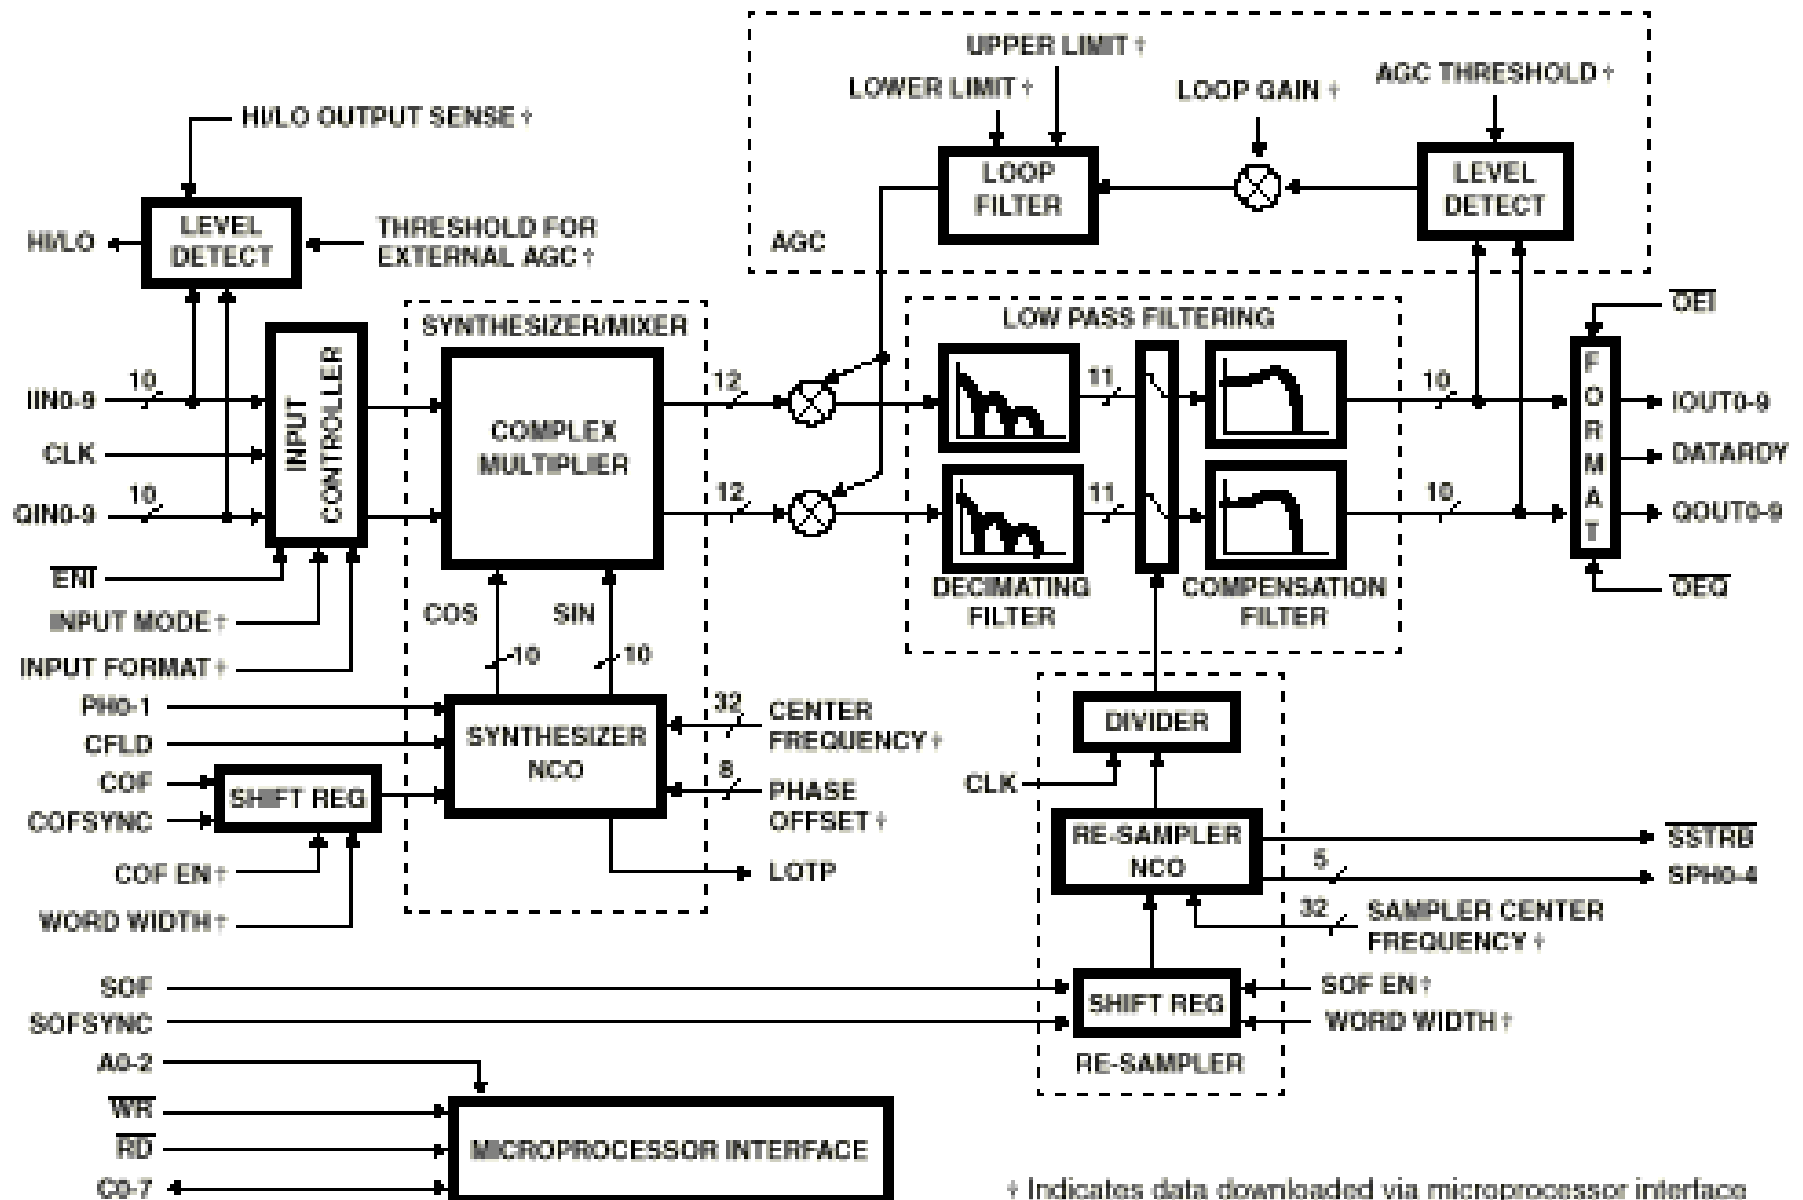 UPPER LIMIT †
LOWER LIMIT †
LOOP GAIN †
AGC THRESHOLD †
HI/LO OUTPUT SENSE †
LOOP
FILTER
LEVEL
DETECT
AGC
HI/LO
LEVEL
DETECT
THRESHOLD FOR
EXTERNAL AGC †
SYNTHESIZER/MIXER
LOW PASS FILTERING
OEI
IIN0-9
10
CLK
QIN0-9
10
INPUT
CONTROLLER
COMPLEX
MULTIPLIER
12
12
11
11
10
10
FORMAT
IOUT0-9
DATARDY
QOUT0-9
ENI
INPUT MODE †
INPUT FORMAT †
COS
SIN
10
10
DECIMATING
FILTER
COMPENSATION
FILTER
OEQ
PH0-1
CFLD
COF
COFSYNC
SHIFT REG
COF EN †
WORD WIDTH †
SYNTHESIZER
NCO
32
CENTER
FREQUENCY †
8
PHASE
OFFSET †
LOTP
DIVIDER
CLK
RE-SAMPLER
NCO
SSTRB
5
SPH0-4
32
SAMPLER CENTER
FREQUENCY †
SOF
SOFSYNC
SHIFT REG
SOF EN †
WORD WIDTH †
RE-SAMPLER
A0-2
WR
RD
C0-7
MICROPROCESSOR INTERFACE
† Indicates data downloaded via microprocessor interface